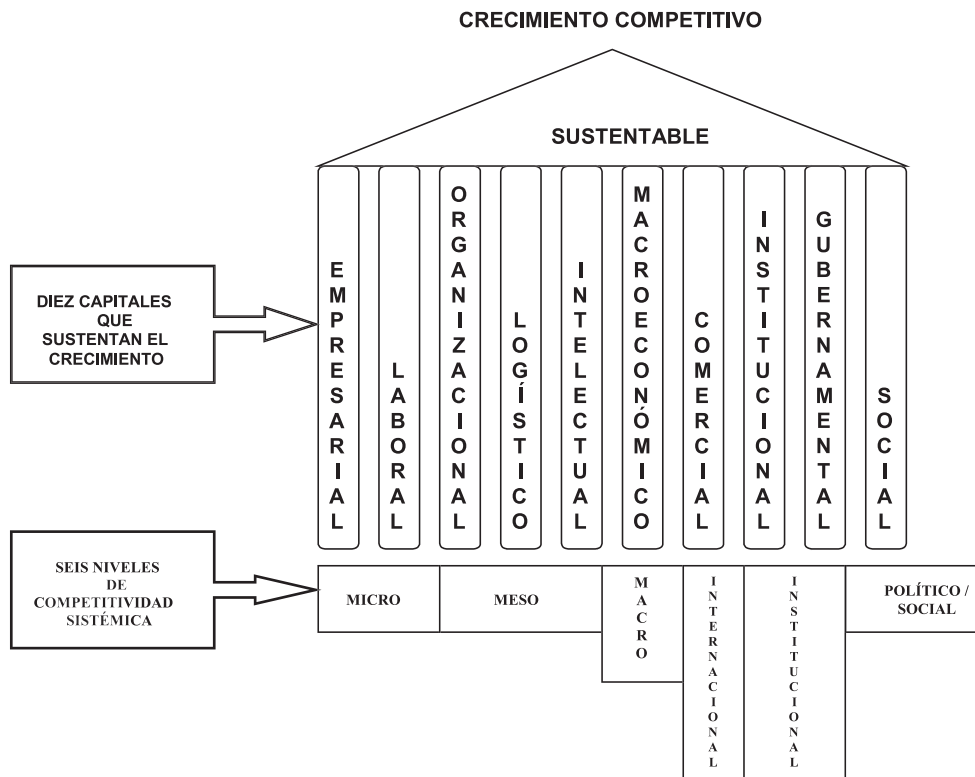 CRECIMIENTO COMPETITIVO
SUSTENTABLE
EMPRESARIAL
LABORAL
ORGANIZACIONAL
LOGÍSTICO
INTELECTUAL
MACROECONÓMICO
COMERCIAL
INSTITUCIONAL
GUBERNAMENTAL
SOCIAL
DIEZ CAPITALES
QUE
SUSTENTAN EL
CRECIMIENTO
SEIS NIVELES
DE
COMPETITIVIDAD
SISTÉMICA
MICRO
MESO
MACRO
INTERNACIONAL
INSTITUCIONAL
POLÍTICO /
SOCIAL